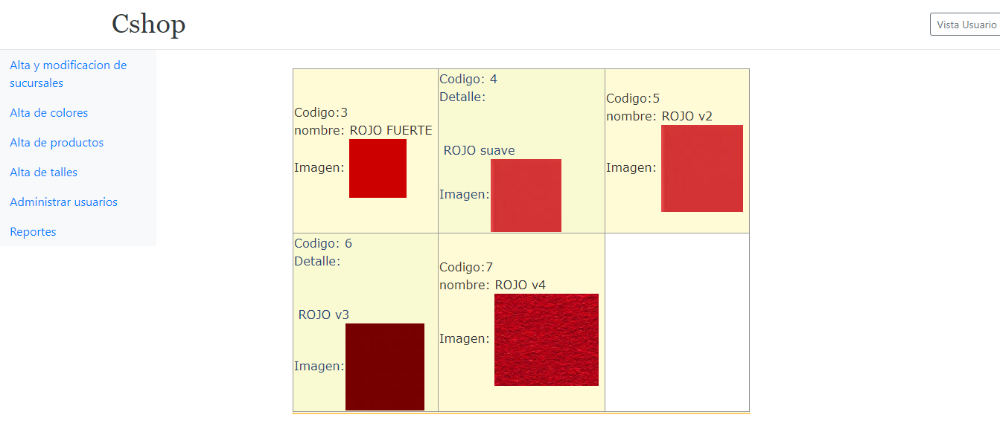 Cshop
Vista Usuario
Alta y modificacion de
sucursales
Alta de colores
Alta de productos
Alta de talles
Administrar usuarios
Reportes
Codigo:3
nombre: ROJO FUERTE
Imagen:
Codigo: 4
Detalle:
ROJO suave
Imagen:
Codigo:5
nombre: ROJO v2
Imagen:
Codigo: 6
Detalle:
ROJO v3
Imagen:
Codigo:7
nombre: ROJO v4
Imagen: